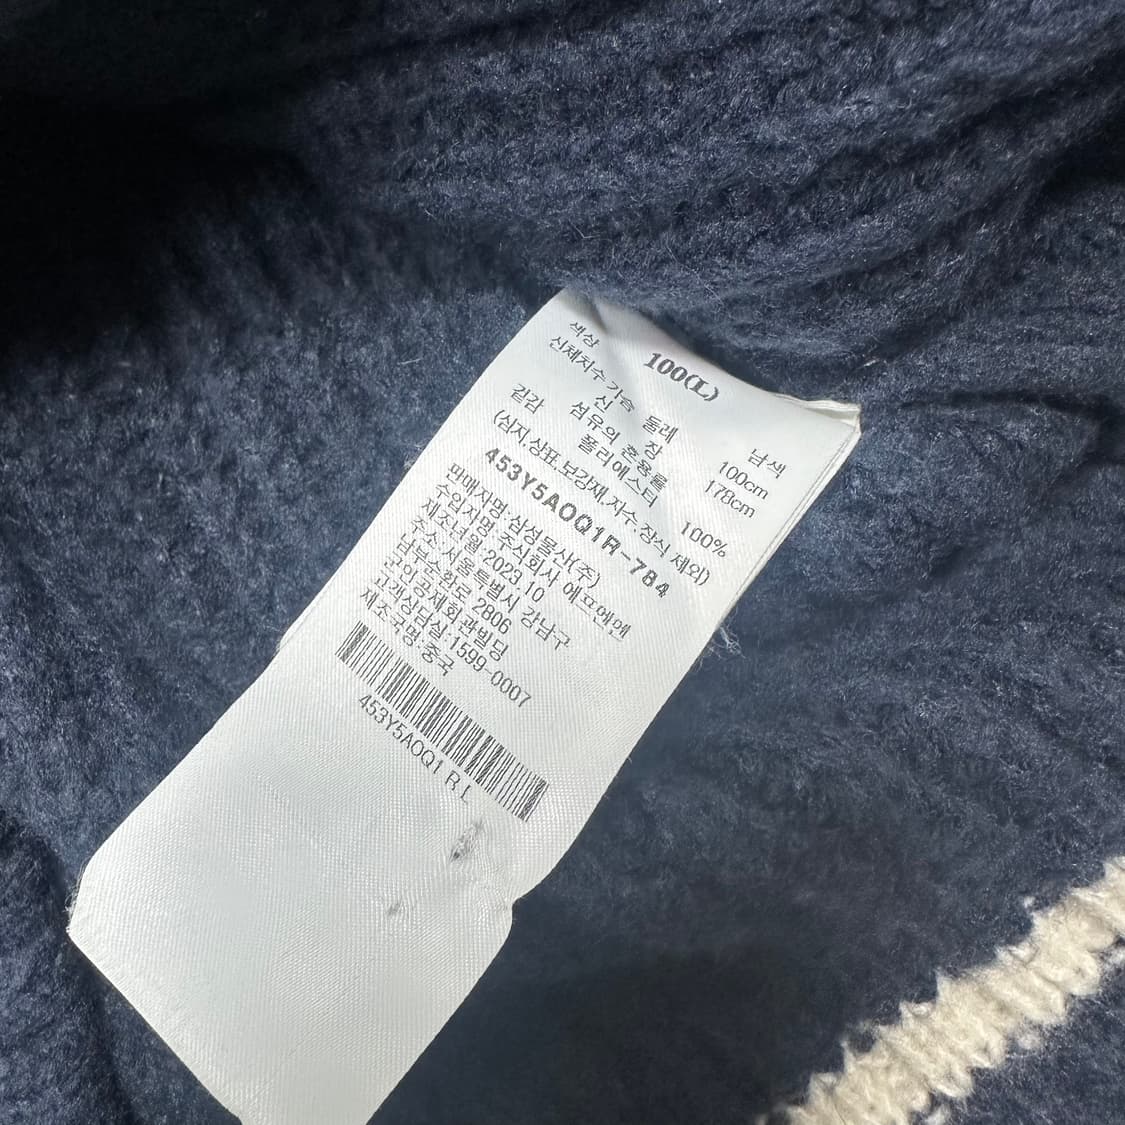 100(L)
색상 남색
신체치수 가슴 둘레 100cm
신 장 178cm
섬유의 혼용률
겉감 폴리에스터 100%
(심지,상표,보강재,자수,장식 제외)
453Y5AOQ1R-784
판매자명:삼성물산(주)
수입자명:주식회사 에프엔엔
제조년월:2023.10
주소:서울특별시 강남구
남부순환로 2806
군인공제회관빌딩
고객상담실:1599-0007
제조국명:중국
453Y5AOQ1 R L